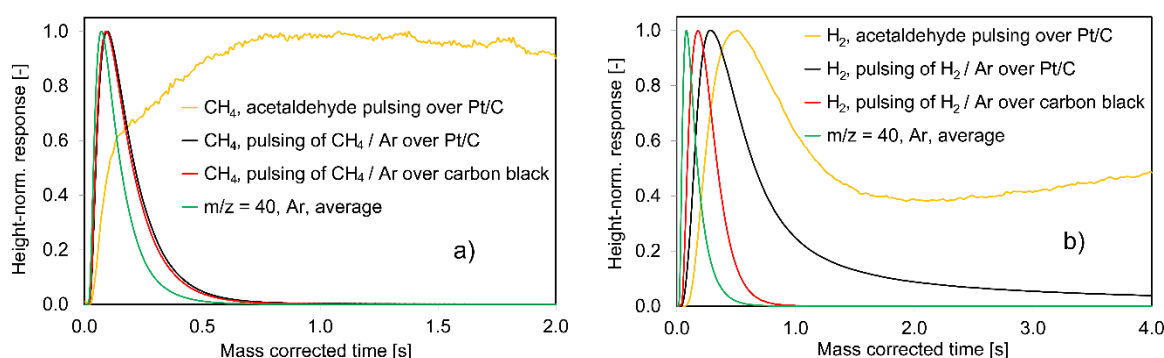 Height-norm. response [-]
1.0
0.8
0.6
0.4
0.2
0.0
CH₄, acetaldehyde pulsing over Pt/C
CH₄, pulsing of CH₄ / Ar over Pt/C
CH₄, pulsing of CH₄ / Ar over carbon black
m/z = 40, Ar, average
a)
0.0 0.5 1.0 1.5 2.0
Mass corrected time [s]
Height-norm. response [-]
1.0
0.8
0.6
0.4
0.2
0.0
H₂, acetaldehyde pulsing over Pt/C
H₂, pulsing of H₂ / Ar over Pt/C
H₂, pulsing of H₂ / Ar over carbon black
m/z = 40, Ar, average
b)
0.0 1.0 2.0 3.0 4.0
Mass corrected time [s]